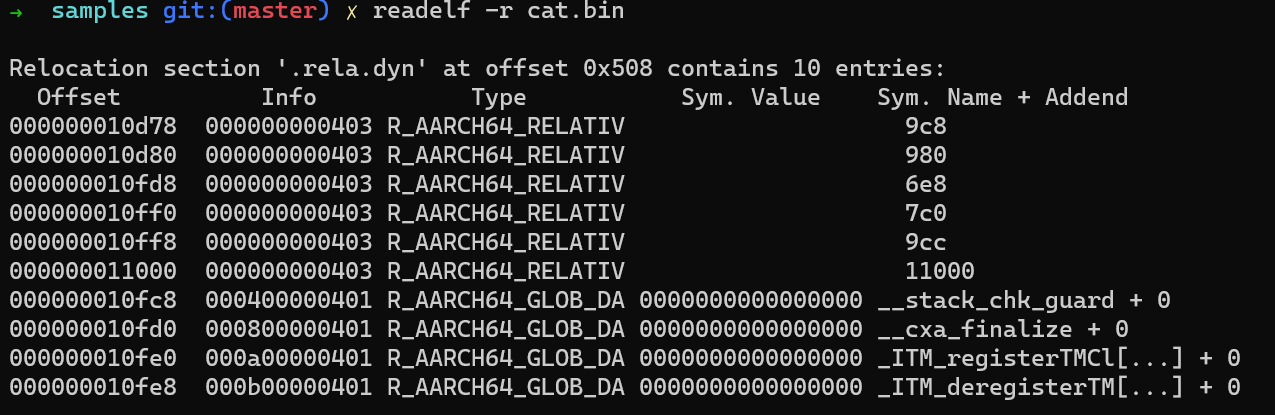 → samples git:(master) ✗ readelf -r cat.bin
Relocation section '.rela.dyn' at offset 0x508 contains 10 entries:
  Offset          Info           Type           Sym. Value    Sym. Name + Addend
000000010d78  000000000403 R_AARCH64_RELATIV                    9c8
000000010d80  000000000403 R_AARCH64_RELATIV                    980
000000010fd8  000000000403 R_AARCH64_RELATIV                    6e8
000000010ff0  000000000403 R_AARCH64_RELATIV                    7c0
000000010ff8  000000000403 R_AARCH64_RELATIV                    9cc
000000011000  000000000403 R_AARCH64_RELATIV                    11000
000000010fc8  000400000401 R_AARCH64_GLOB_DA 0000000000000000 __stack_chk_guard + 0
000000010fd0  000800000401 R_AARCH64_GLOB_DA 0000000000000000 __cxa_finalize + 0
000000010fe0  000a00000401 R_AARCH64_GLOB_DA 0000000000000000 _ITM_registerTMCl[...] + 0
000000010fe8  000b00000401 R_AARCH64_GLOB_DA 0000000000000000 _ITM_deregisterTM[...] + 0